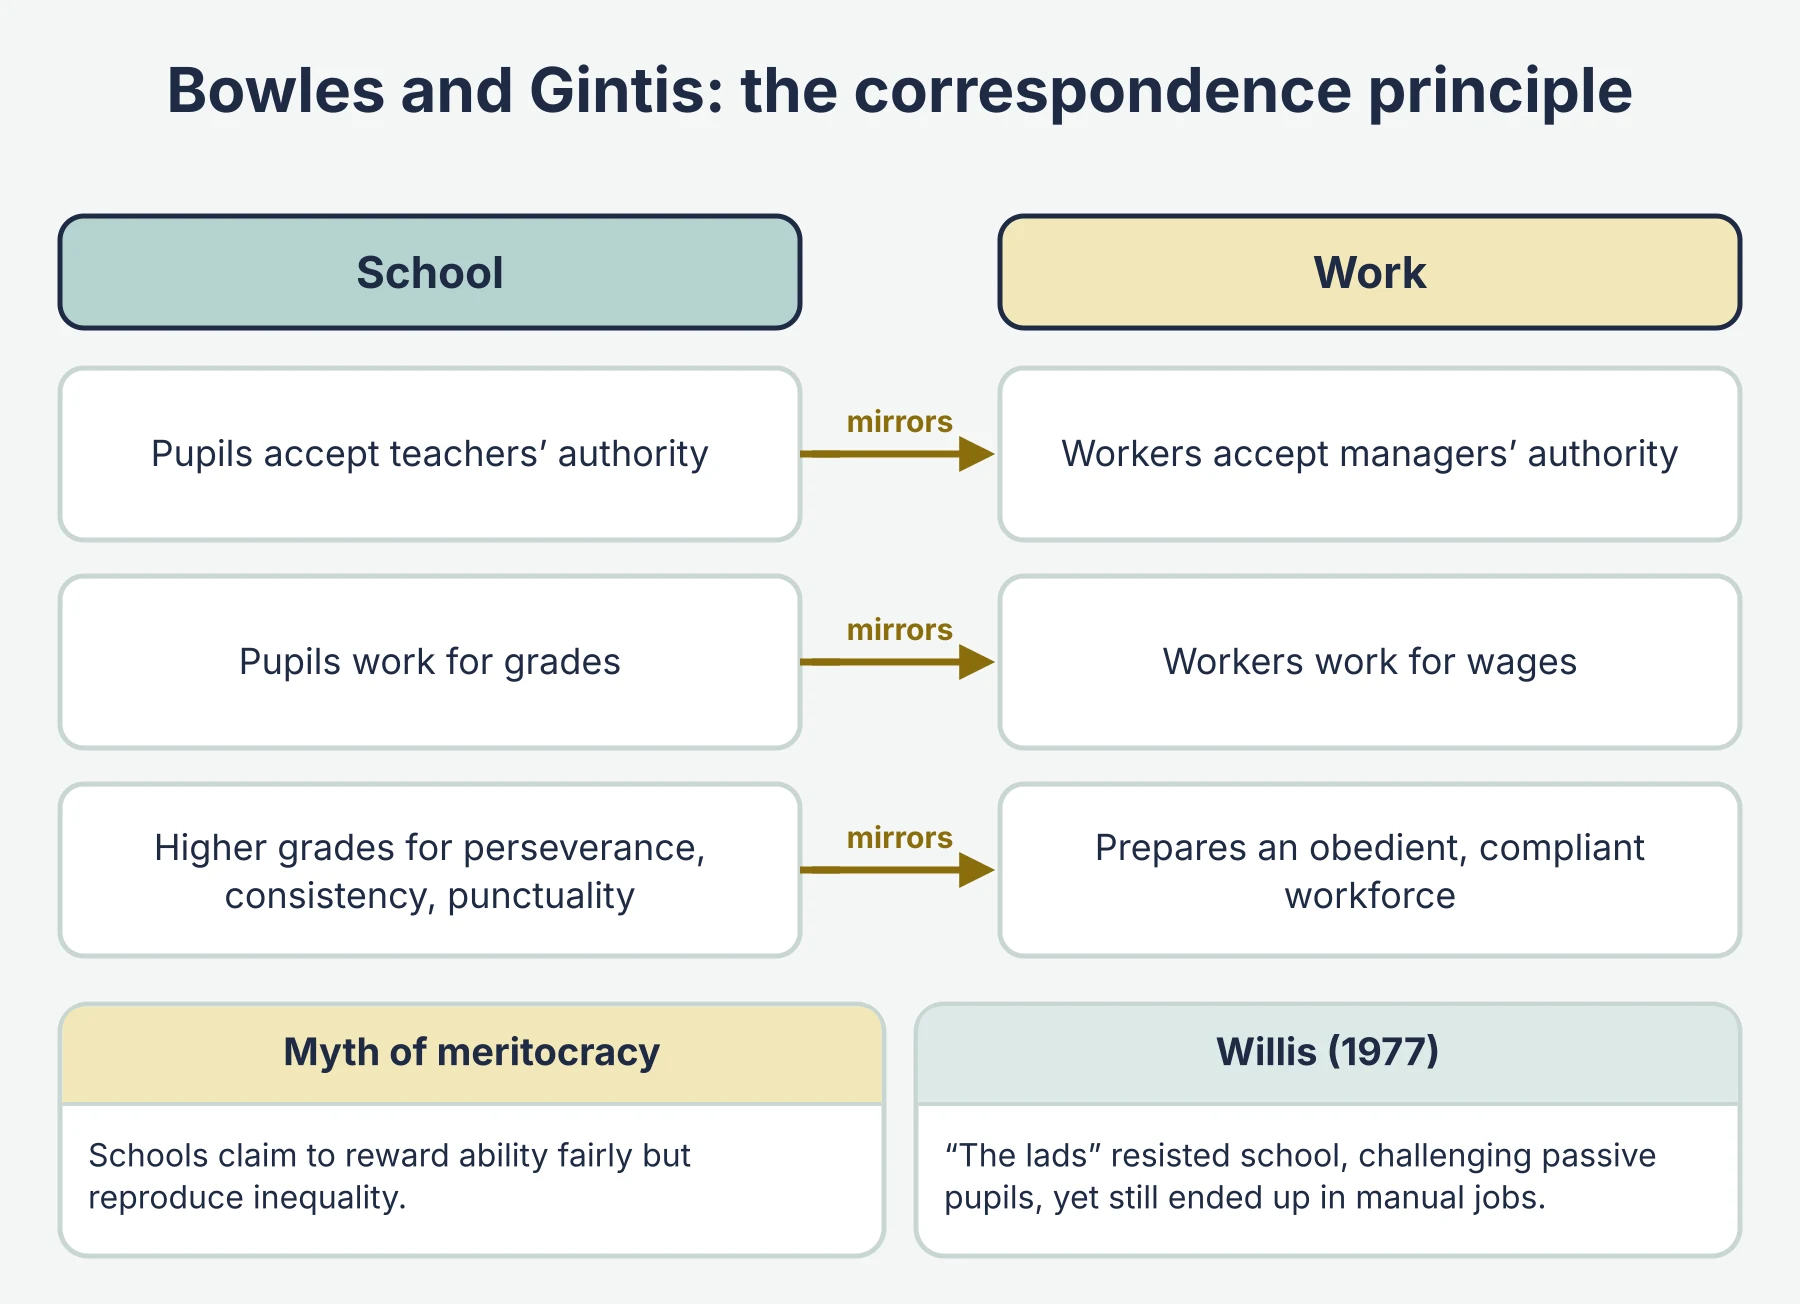 Bowles and Gintis: the correspondence principle
School
Work
Pupils accept teachers’ authority
mirrors
Workers accept managers’ authority
Pupils work for grades
mirrors
Workers work for wages
Higher grades for perseverance,
consistency, punctuality
mirrors
Prepares an obedient, compliant
workforce
Myth of meritocracy
Schools claim to reward ability fairly but
reproduce inequality.
Willis (1977)
“The lads” resisted school, challenging passive
pupils, yet still ended up in manual jobs.